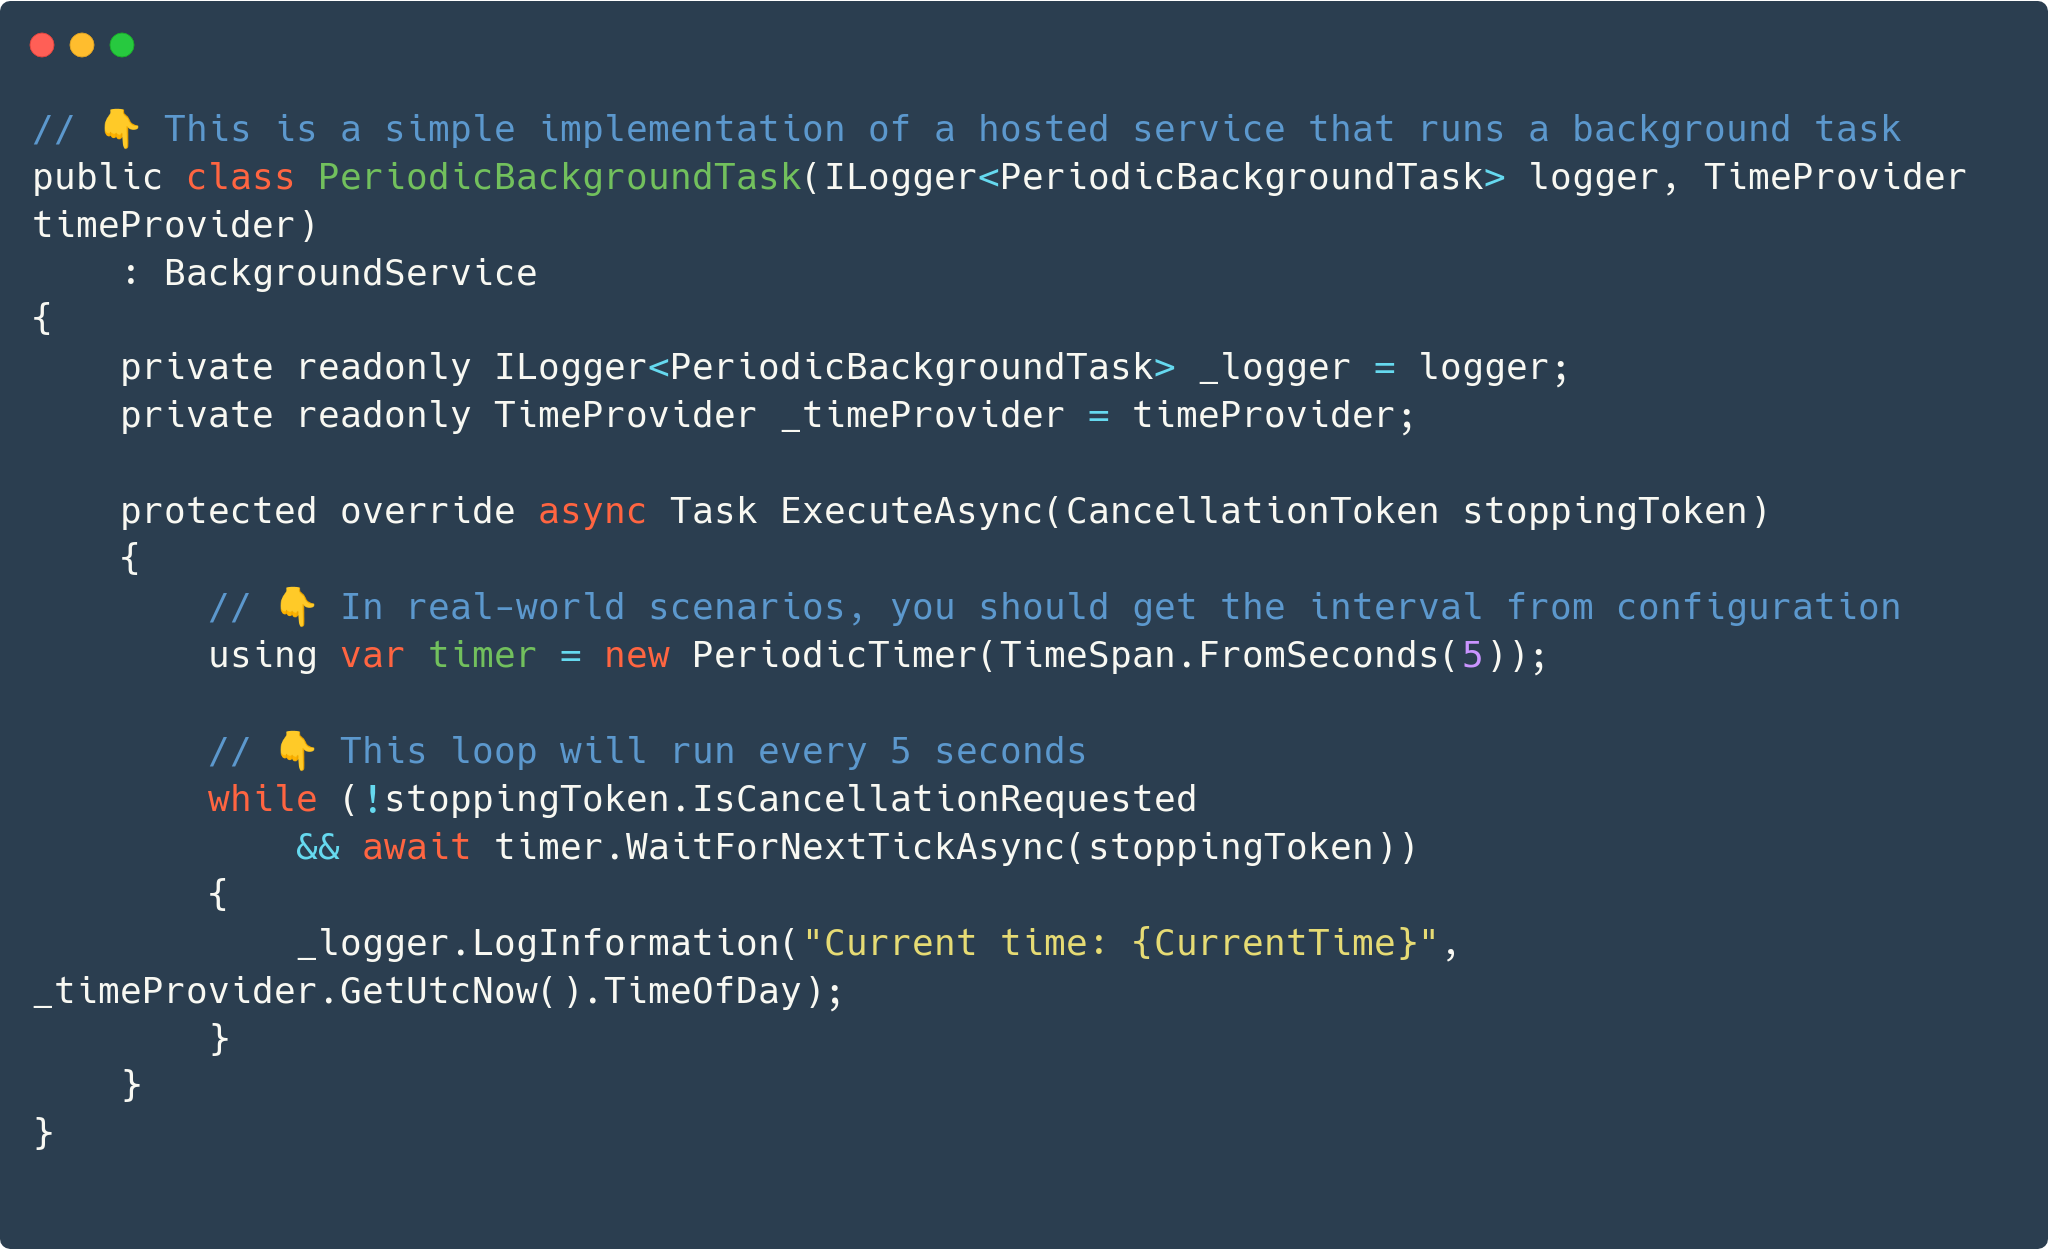 // 👇 This is a simple implementation of a hosted service that runs a background task
public class PeriodicBackgroundTask(ILogger<PeriodicBackgroundTask> logger, TimeProvider
timeProvider)
    : BackgroundService
{
    private readonly ILogger<PeriodicBackgroundTask> _logger = logger;
    private readonly TimeProvider _timeProvider = timeProvider;

    protected override async Task ExecuteAsync(CancellationToken stoppingToken)
    {
        // 👇 In real-world scenarios, you should get the interval from configuration
        using var timer = new PeriodicTimer(TimeSpan.FromSeconds(5));

        // 👇 This loop will run every 5 seconds
        while (!stoppingToken.IsCancellationRequested
            && await timer.WaitForNextTickAsync(stoppingToken))
        {
            _logger.LogInformation("Current time: {CurrentTime}",
_timeProvider.GetUtcNow().TimeOfDay);
        }
    }
}